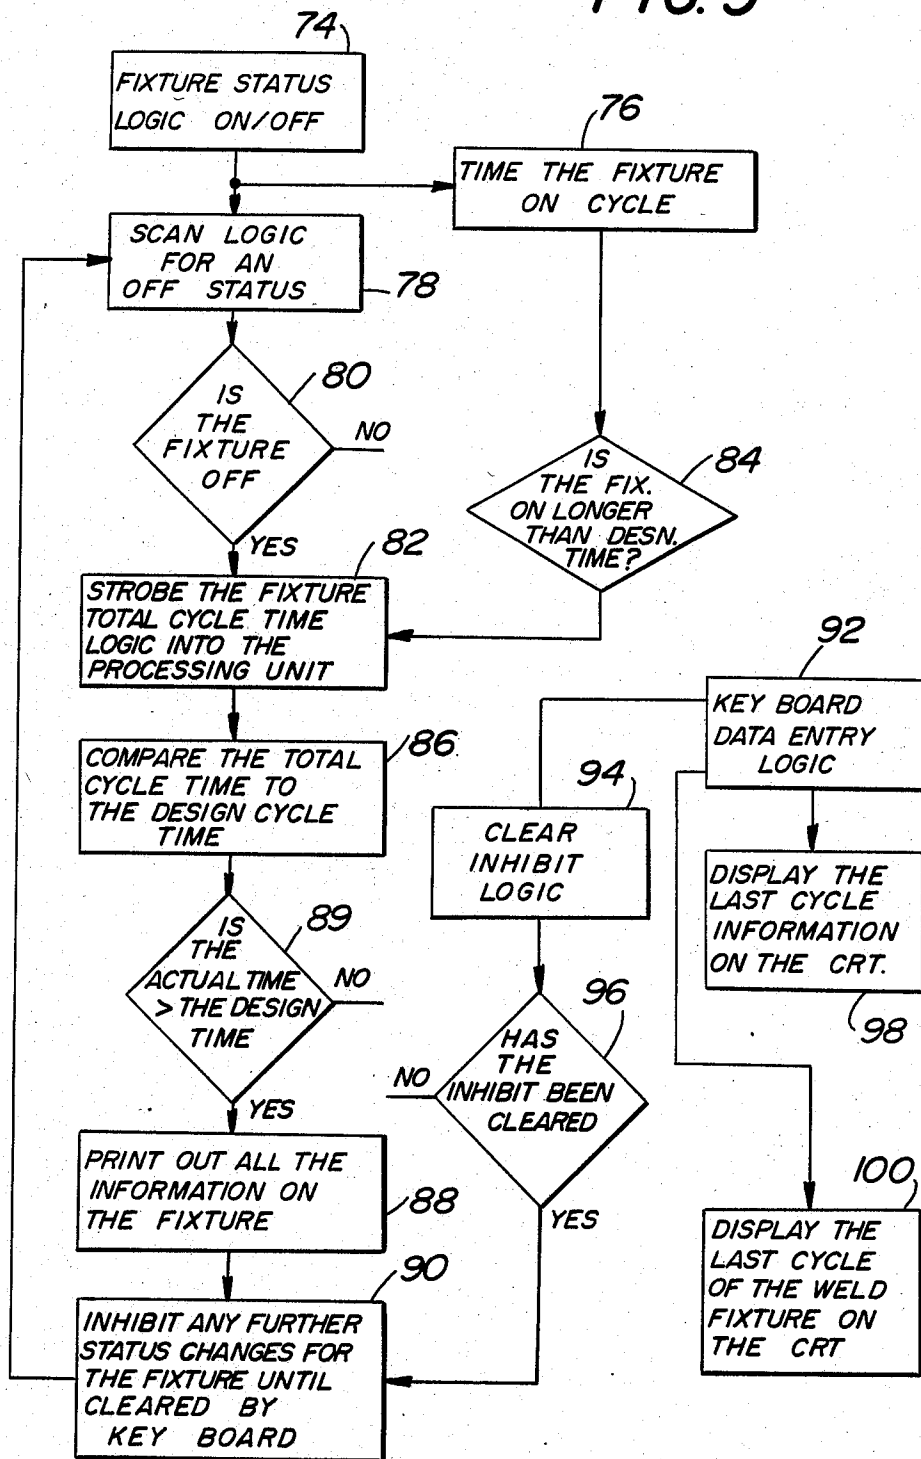 FIG. 5
74
FIXTURE STATUS
LOGIC ON/OFF
76
TIME THE FIXTURE
ON CYCLE
SCAN LOGIC
FOR AN
OFF STATUS
78
IS
THE
FIXTURE
OFF
80
NO
YES
IS
THE FIX.
ON LONGER
THAN DESN.
TIME?
84
82
STROBE THE FIXTURE
TOTAL CYCLE TIME
LOGIC INTO THE
PROCESSING UNIT
86
COMPARE THE TOTAL
CYCLE TIME TO
THE DESIGN CYCLE
TIME
92
KEY BOARD
DATA ENTRY
LOGIC
94
CLEAR
INHIBIT
LOGIC
DISPLAY THE
LAST CYCLE
INFORMATION
ON THE CRT.
98
IS
THE
ACTUAL TIME
> THE DESIGN
TIME
89
NO
YES
HAS
THE
INHIBIT BEEN
CLEARED
96
NO
YES
PRINT OUT ALL THE
INFORMATION ON
THE FIXTURE
88
90
INHIBIT ANY FURTHER
STATUS CHANGES FOR
THE FIXTURE UNTIL
CLEARED BY
KEY BOARD
100
DISPLAY THE
LAST CYCLE
OF THE WELD
FIXTURE ON
THE CRT